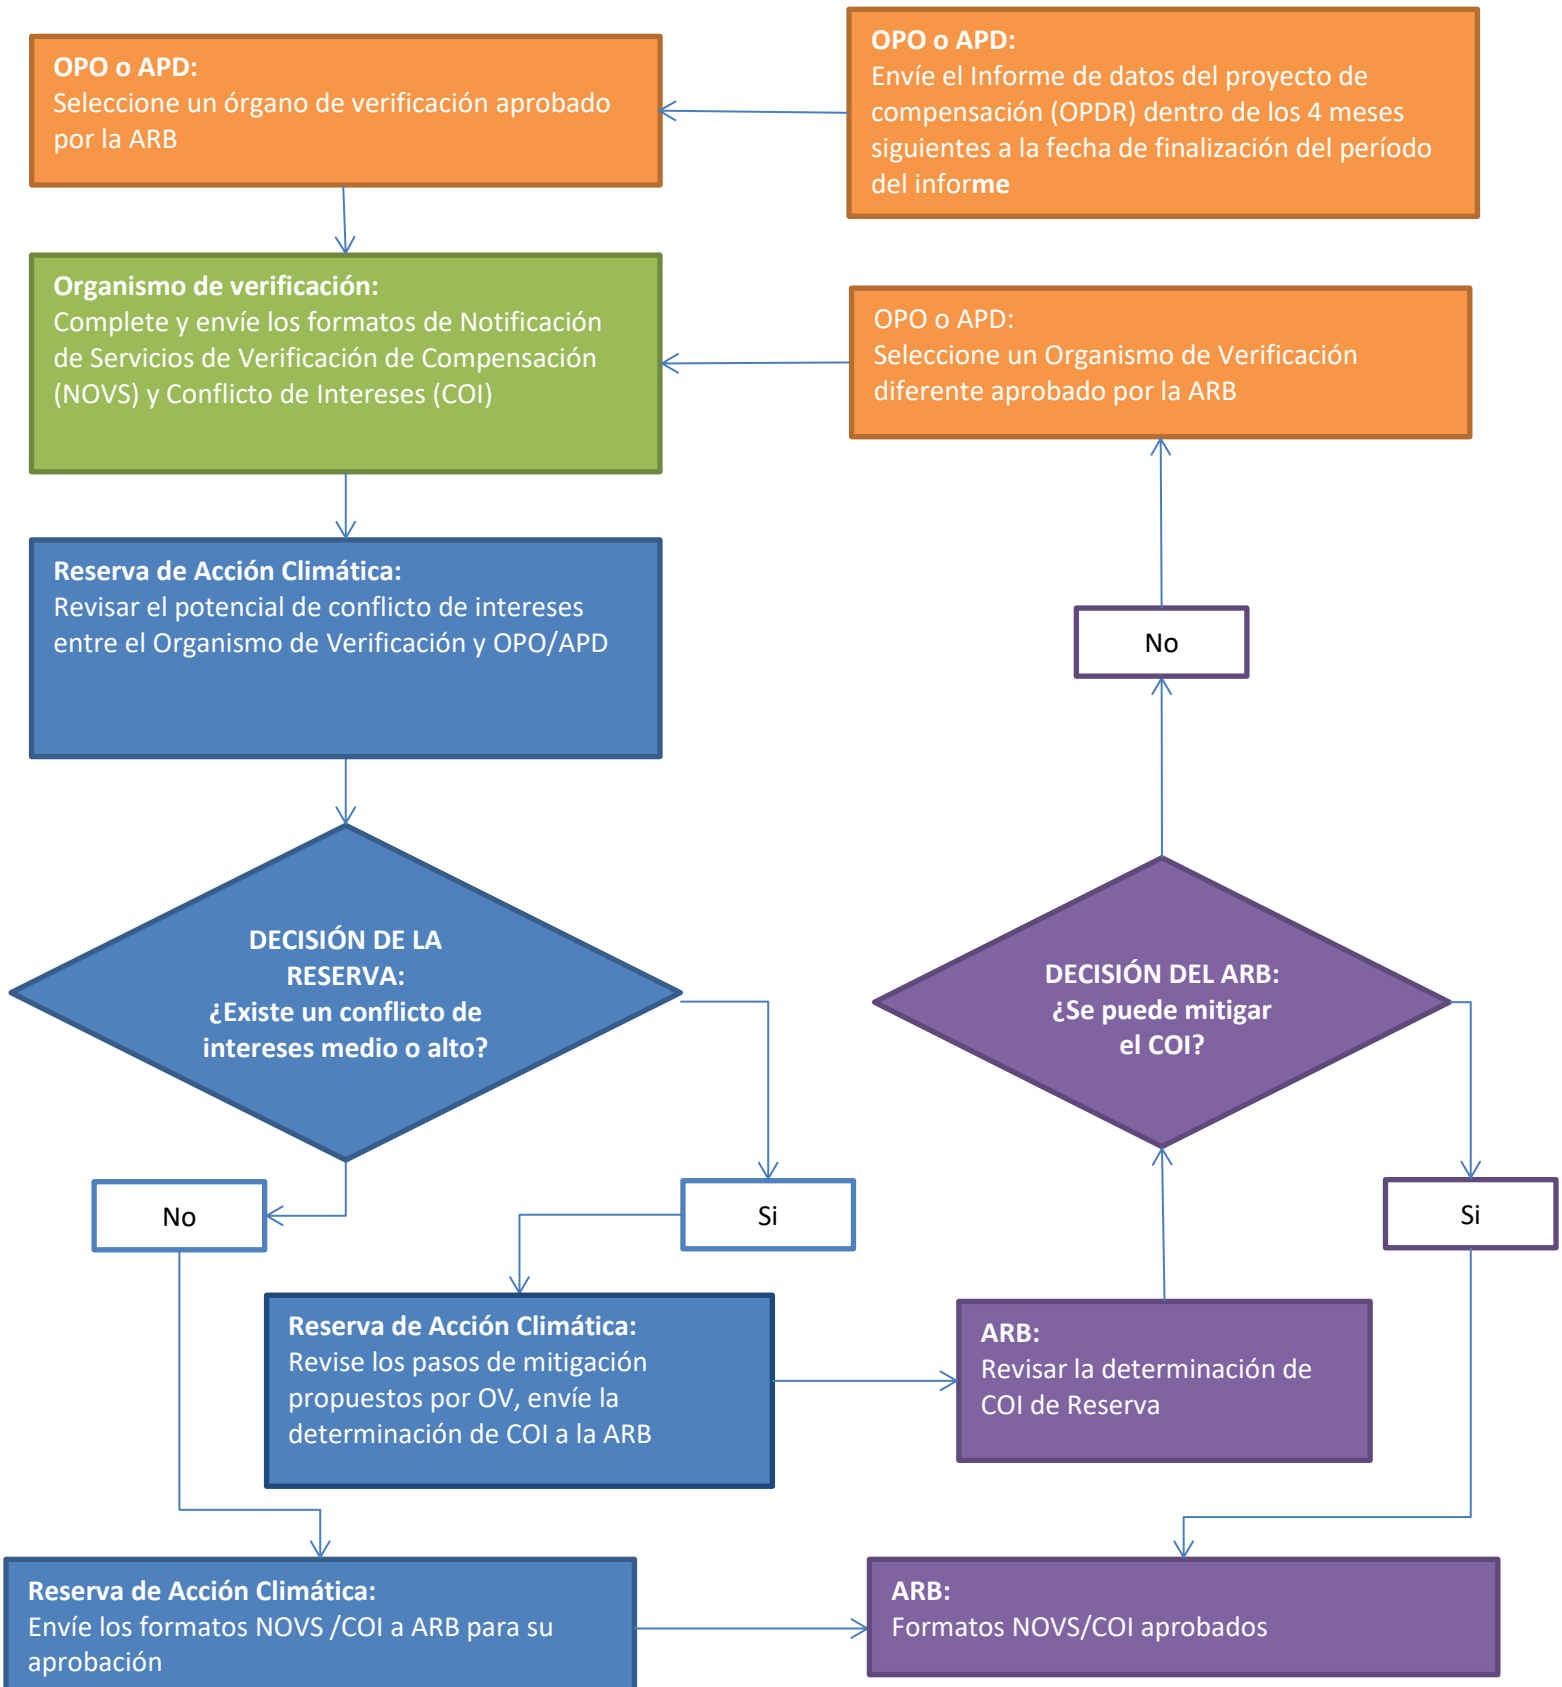 OPO o APD:
Seleccione un órgano de verificación aprobado
por la ARB
OPO o APD:
Envíe el Informe de datos del proyecto de
compensación (OPDR) dentro de los 4 meses
siguientes a la fecha de finalización del período
del informe
Organismo de verificación:
Complete y envíe los formatos de Notificación
de Servicios de Verificación de Compensación
(NOVS) y Conflicto de Intereses (COI)
OPO o APD:
Seleccione un Organismo de Verificación
diferente aprobado por la ARB
Reserva de Acción Climática:
Revisar el potencial de conflicto de intereses
entre el Organismo de Verificación y OPO/APD
No
DECISIÓN DE LA
RESERVA:
¿Existe un conflicto de
intereses medio o alto?
DECISIÓN DEL ARB:
¿Se puede mitigar
el COI?
No
Si
Si
Reserva de Acción Climática:
Revise los pasos de mitigación
propuestos por OV, envíe la
determinación de COI a la ARB
ARB:
Revisar la determinación de
COI de Reserva
Reserva de Acción Climática:
Envíe los formatos NOVS /COI a ARB para su
aprobación
ARB:
Formatos NOVS/COI aprobados